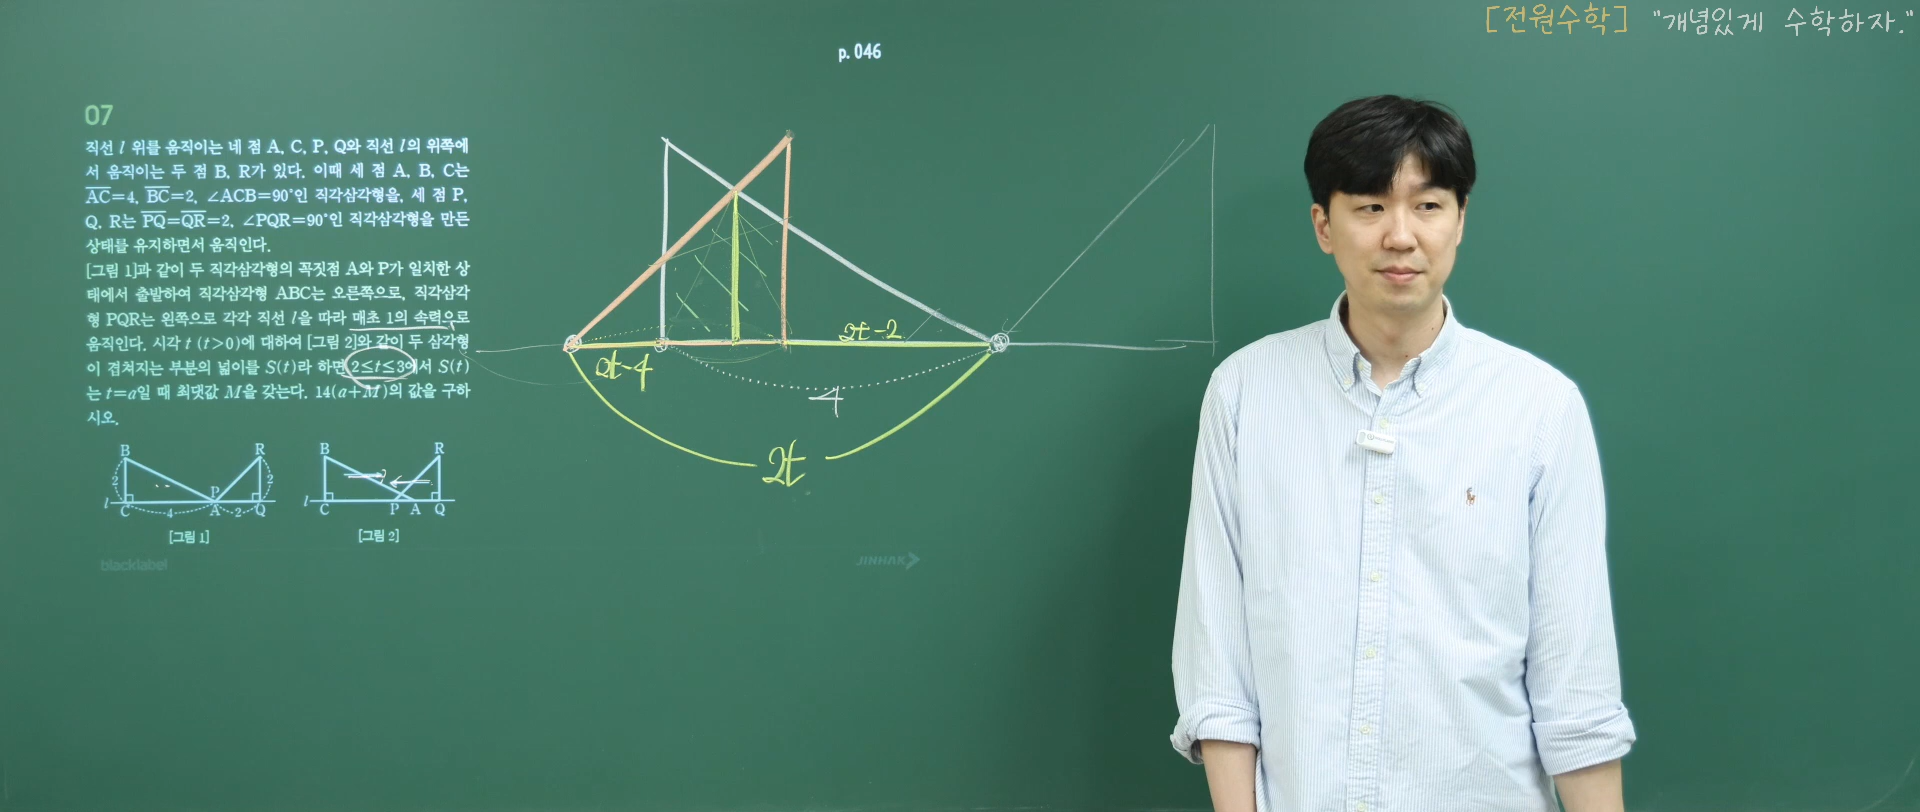 [전원수학] "개념있게 수학하자."
p. 046
07
직선 l 위를 움직이는 네 점 A, C, P, Q와 직선 l의 위쪽에
서 움직이는 두 점 B, R가 있다. 이때 세 점 A, B, C는
AC=4, BC=2, ∠ACB=90°인 직각삼각형을, 세 점 P,
Q, R는 PQ=QR=2, ∠PQR=90°인 직각삼각형을 만든
상태를 유지하면서 움직인다.
[그림 1]과 같이 두 직각삼각형의 꼭짓점 A와 P가 일치한 상
태에서 출발하여 직각삼각형 ABC는 오른쪽으로, 직각삼각
형 PQR는 왼쪽으로 각각 직선 l을 따라 매초 1의 속력으로
움직인다. 시각 t (t>0)에 대하여 [그림 2]와 같이 두 삼각형
이 겹쳐지는 부분의 넓이를 S(t)라 하면 2≤t≤3에서 S(t)
는 t=a일 때 최댓값 M을 갖는다. 14(a+M)의 값을 구하
시오.
B R
2 P 2
l C 4 A 2 Q
[그림 1]
B R
l C P A Q
[그림 2]
2t-4
2t-2
4
2t
blacklabel
JINHAK